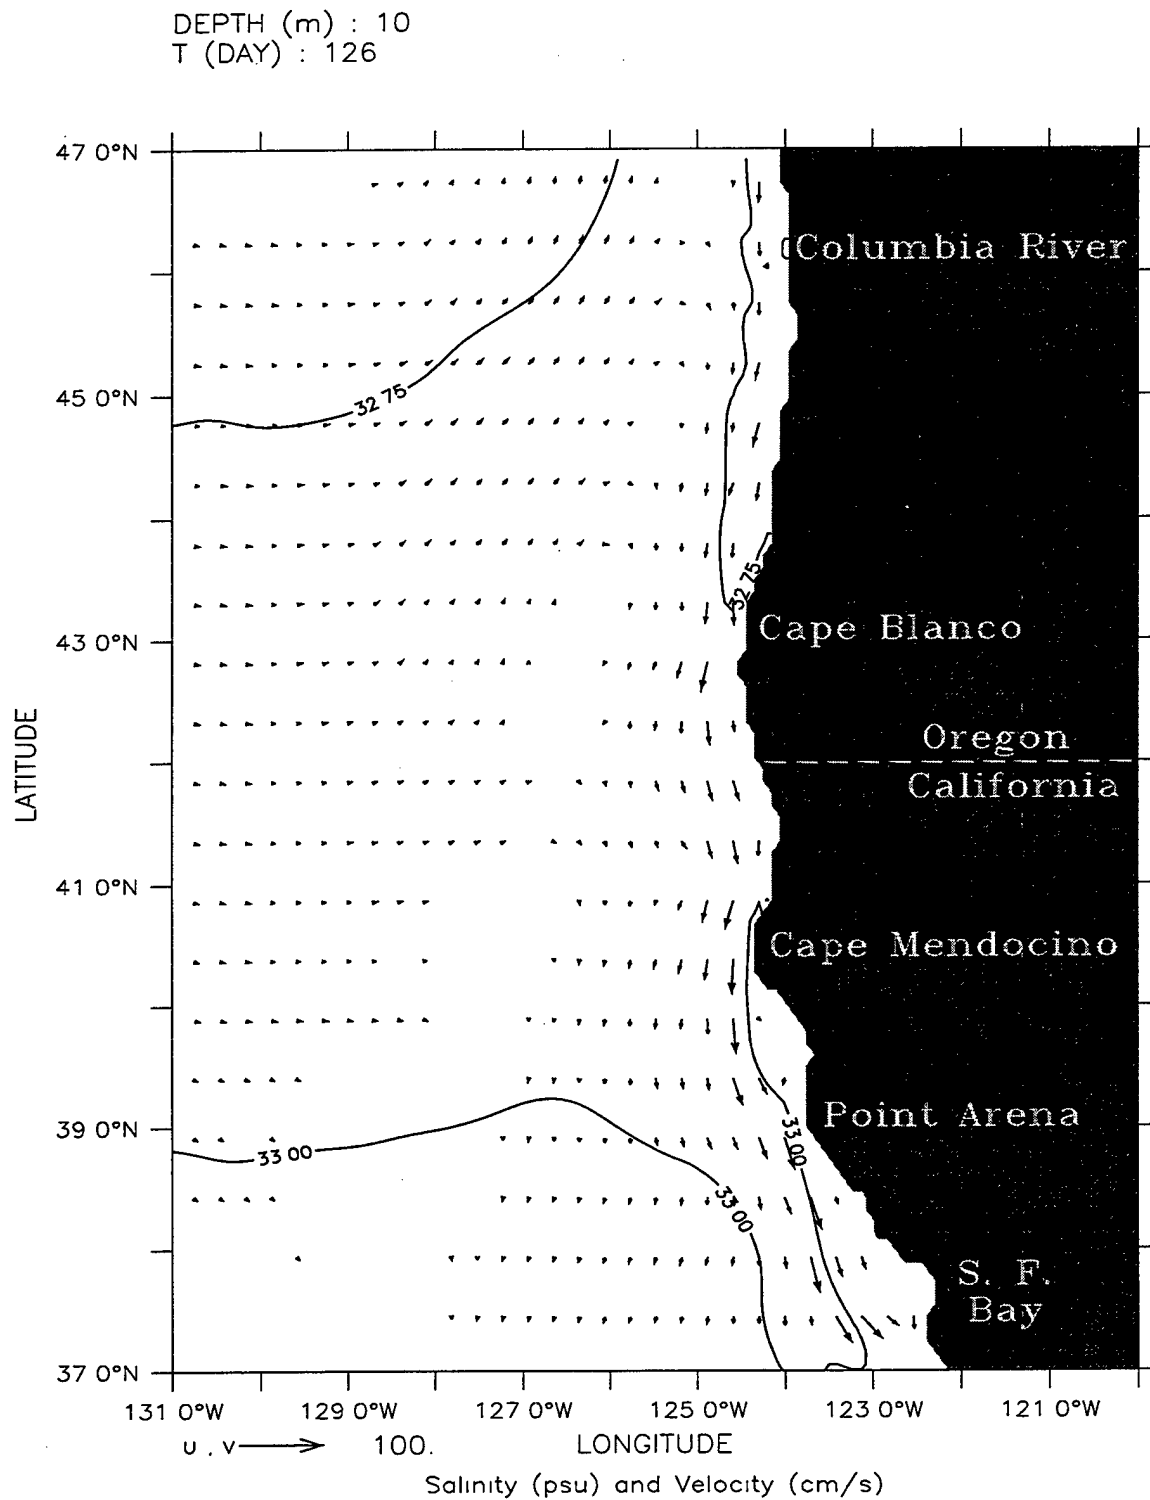 DEPTH (m) : 10
T (DAY) : 126
47 0°N
Columbia River
45 0°N
32 75
32 75
Cape Blanco
43 0°N
Oregon
LATITUDE
California
41 0°N
Cape Mendocino
39 0°N
Point Arena
33 00
33 00
33 00
S. F.
Bay
37 0°N
131 0°W 129 0°W 127 0°W 125 0°W 123 0°W 121 0°W
u , v 100. LONGITUDE
Salinity (psu) and Velocity (cm/s)